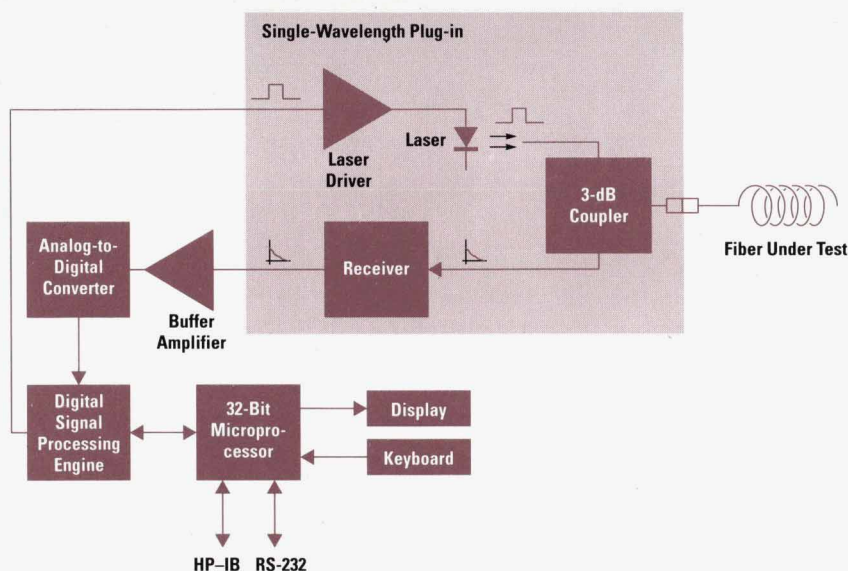 Single-Wavelength Plug-in
Laser
Driver
Laser
3-dB
Coupler
Fiber Under Test
Analog-to-
Digital
Converter
Buffer
Amplifier
Receiver
Digital
Signal
Processing
Engine
32-Bit
Micropro-
cessor
Display
Keyboard
HP–IB
RS-232